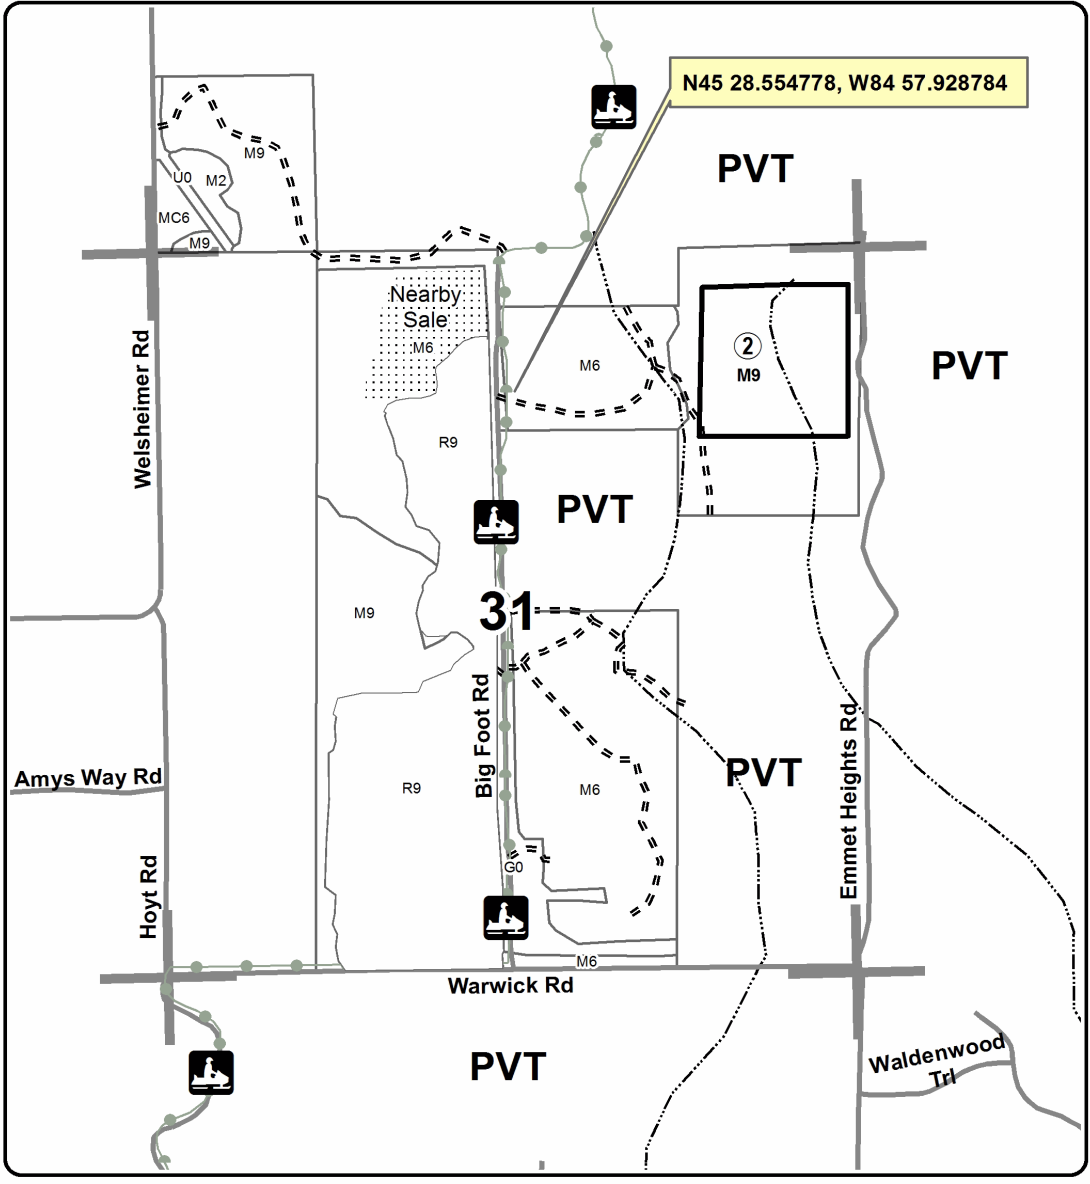 N45 28.554778, W84 57.928784
PVT
M9
U0
M2
MC6
M9
Nearby
Sale
M6
M6
2
M9
PVT
Welsheimer Rd
R9
PVT
31
M9
Big Foot Rd
Emmet Heights Rd
PVT
Amys Way Rd
R9
M6
Hoyt Rd
G0
M6
Warwick Rd
PVT
Waldenwood
Trl